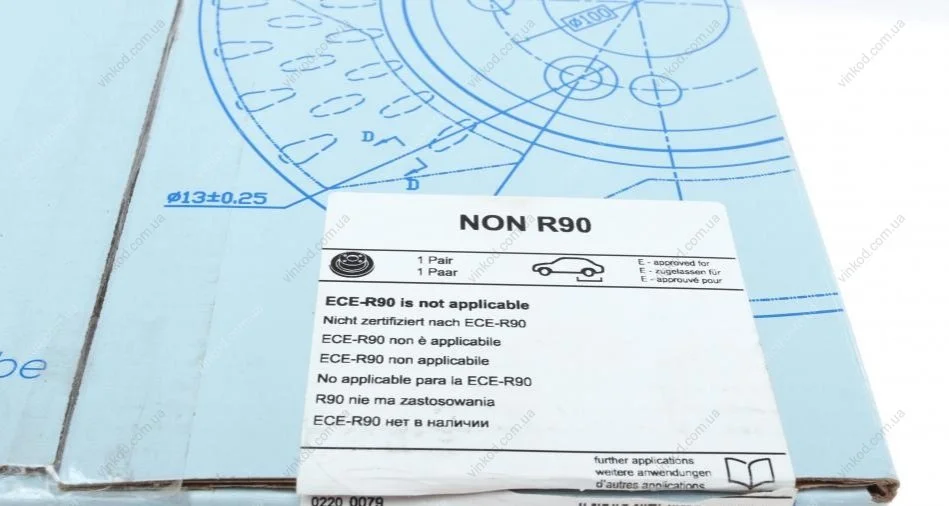 ø100
D
D
ø13±0.25
NON R90
1 Pair
1 Paar
E - approved for
E - zugelassen für
E - approuvé pour
ECE-R90 is not applicable
Nicht zertifiziert nach ECE-R90
ECE-R90 non è applicabile
ECE-R90 non applicabile
No applicable para la ECE-R90
R90 nie ma zastosowania
ECE-R90 нет в наличии
further applications
weitere anwendungen
d'autres applications
0220 0079
be
vinkod.com.ua